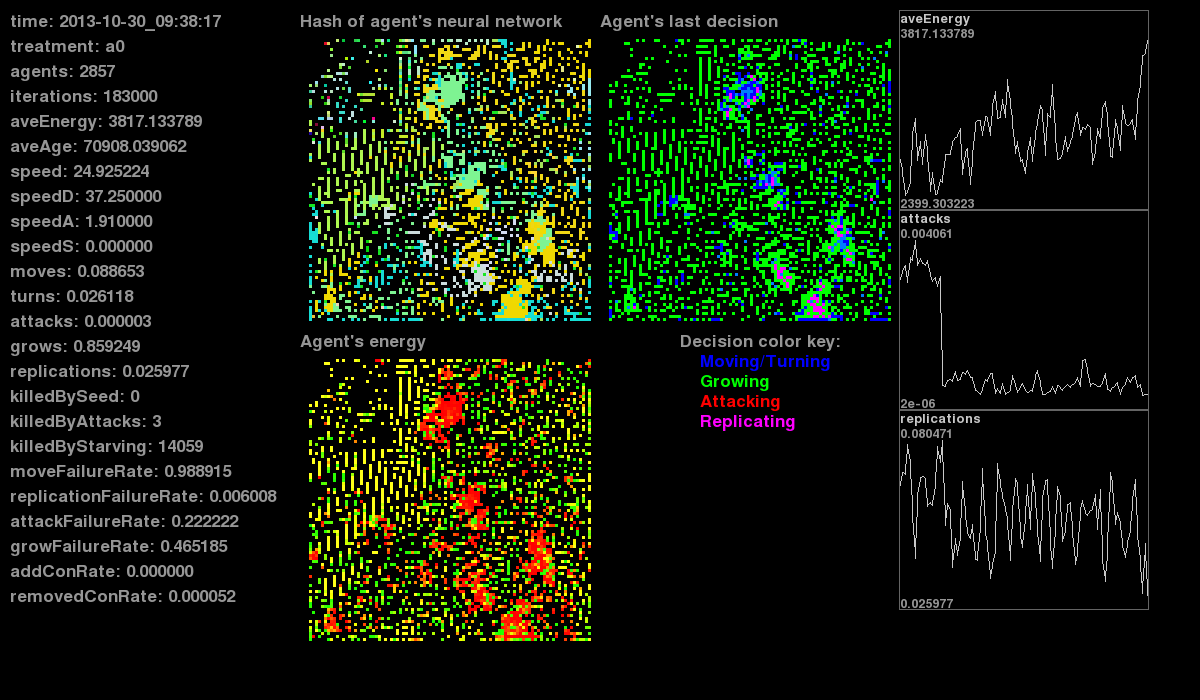 time: 2013-10-30_09:38:17
treatment: a0
agents: 2857
iterations: 183000
aveEnergy: 3817.133789
aveAge: 70908.039062
speed: 24.925224
speedD: 37.250000
speedA: 1.910000
speedS: 0.000000
moves: 0.088653
turns: 0.026118
attacks: 0.000003
grows: 0.859249
replications: 0.025977
killedBySeed: 0
killedByAttacks: 3
killedByStarving: 14059
moveFailureRate: 0.988915
replicationFailureRate: 0.006008
attackFailureRate: 0.222222
growFailureRate: 0.465185
addConRate: 0.000000
removedConRate: 0.000052
Hash of agent's neural network
Agent's last decision
Agent's energy
Decision color key:
Moving/Turning
Growing
Attacking
Replicating
aveEnergy
3817.133789
2399.303223
attacks
0.004061
2e-06
replications
0.080471
0.025977